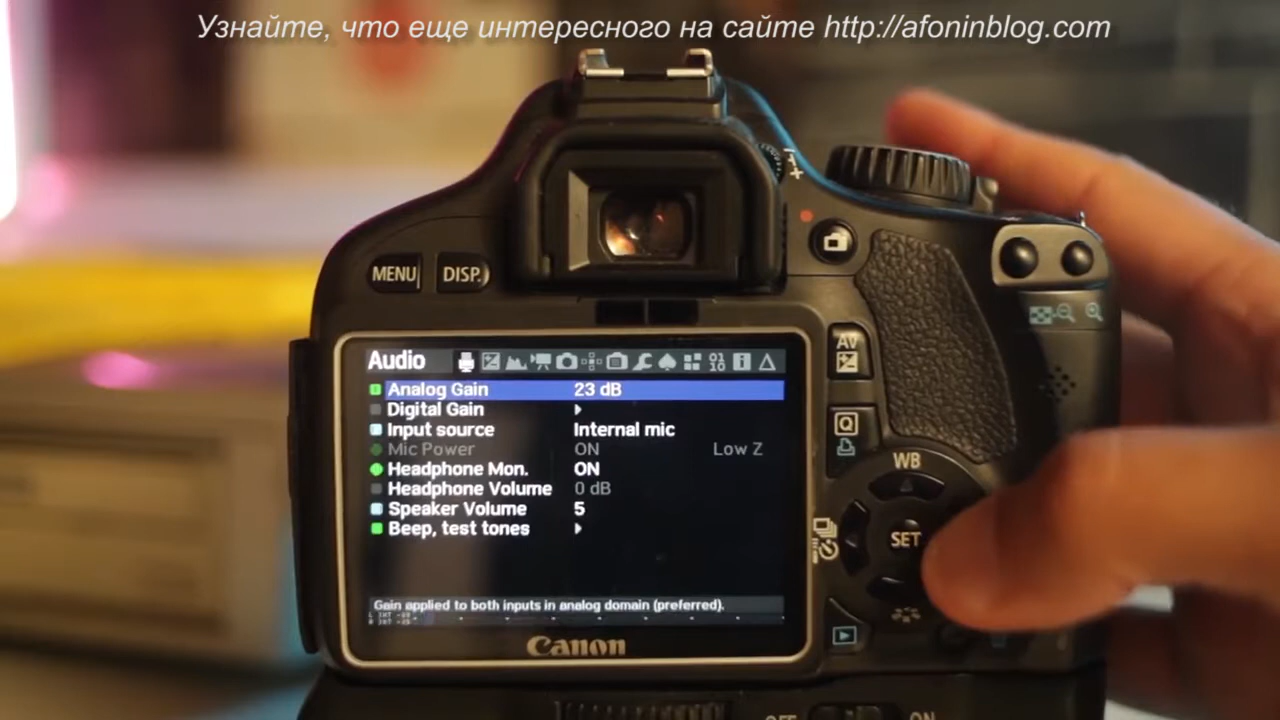 Узнайте, что еще интересного на сайте http://afoninblog.com
MENU
DISP.
Audio
Analog Gain 23 dB
Digital Gain
Input source Internal mic
Mic Power ON Low Z
Headphone Mon. ON
Headphone Volume 0 dB
Speaker Volume 5
Beep, test tones
Gain applied to both inputs in analog domain (preferred).
Canon
AV
Q
WB
SET
OFF
ON